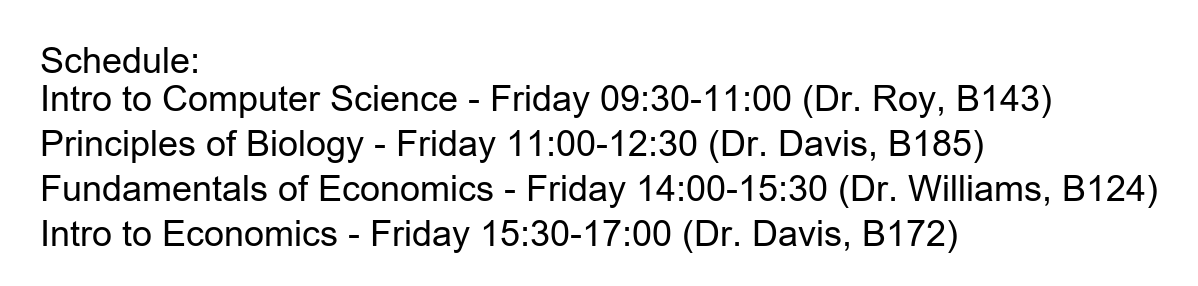 Schedule:
Intro to Computer Science - Friday 09:30-11:00 (Dr. Roy, B143)
Principles of Biology - Friday 11:00-12:30 (Dr. Davis, B185)
Fundamentals of Economics - Friday 14:00-15:30 (Dr. Williams, B124)
Intro to Economics - Friday 15:30-17:00 (Dr. Davis, B172)